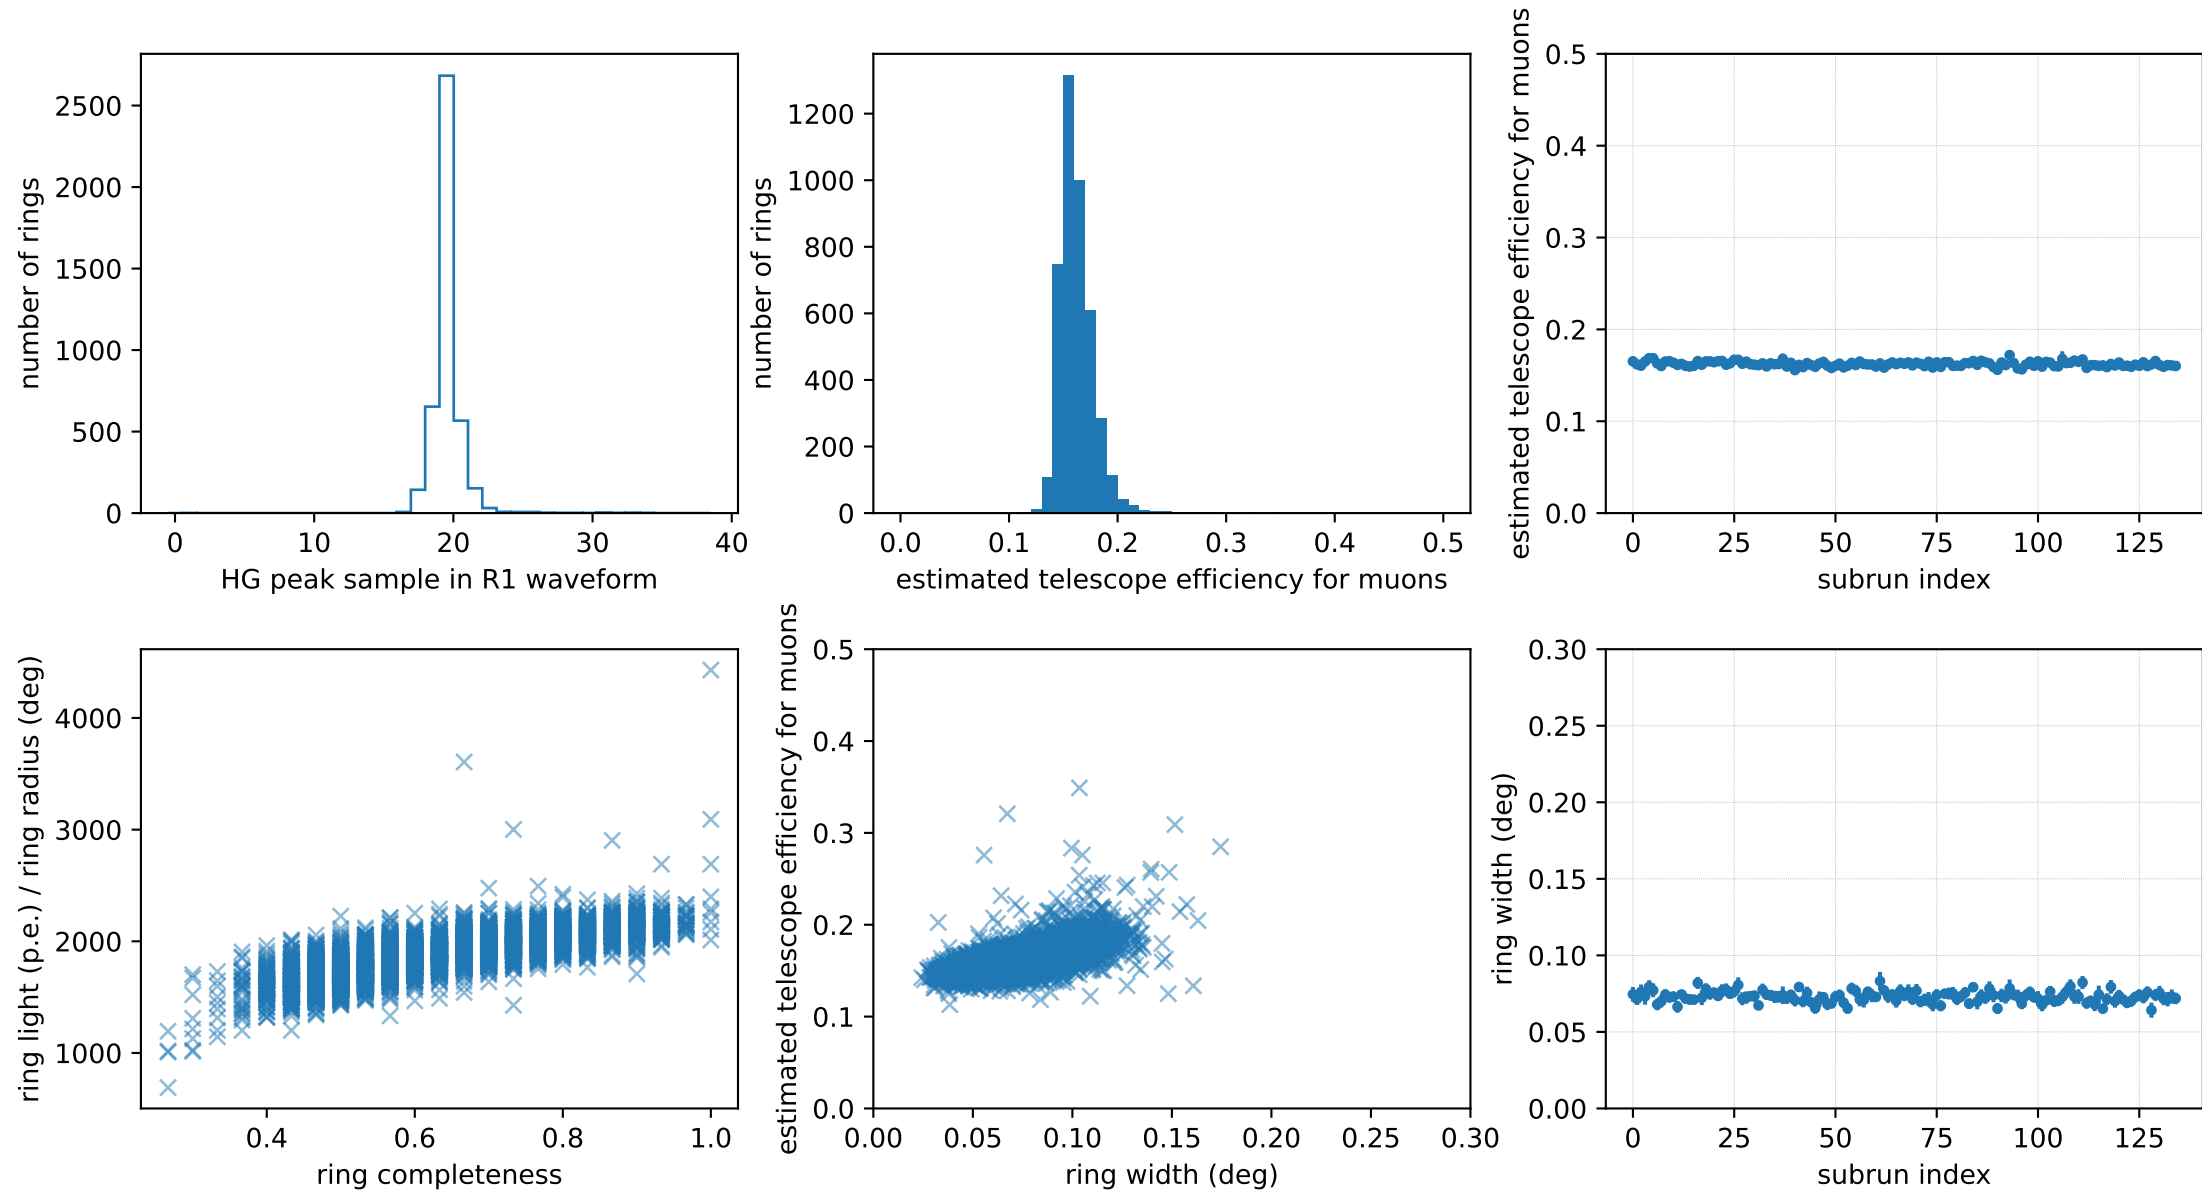 number of rings
2500
2000
1500
1000
500
0
0 10 20 30 40
HG peak sample in R1 waveform
number of rings
1200
1000
800
600
400
200
0
0.0 0.1 0.2 0.3 0.4 0.5
estimated telescope efficiency for muons
estimated telescope efficiency for muons
0.5
0.4
0.3
0.2
0.1
0.0
0 25 50 75 100 125
subrun index
ring light (p.e.) / ring radius (deg)
4000
3000
2000
1000
0.4 0.6 0.8 1.0
ring completeness
estimated telescope efficiency for muons
0.5
0.4
0.3
0.2
0.1
0.0
0.00 0.05 0.10 0.15 0.20 0.25 0.30
ring width (deg)
ring width (deg)
0.30
0.25
0.20
0.15
0.10
0.05
0.00
0 25 50 75 100 125
subrun index